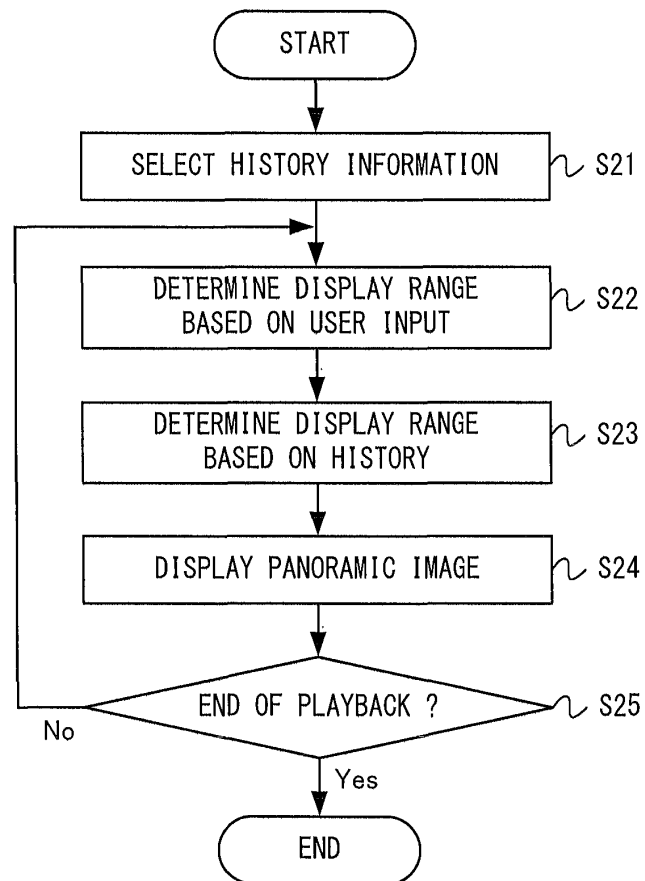 START
SELECT HISTORY INFORMATION
S21
DETERMINE DISPLAY RANGE
BASED ON USER INPUT
S22
DETERMINE DISPLAY RANGE
BASED ON HISTORY
S23
DISPLAY PANORAMIC IMAGE
S24
END OF PLAYBACK ?
S25
No
Yes
END